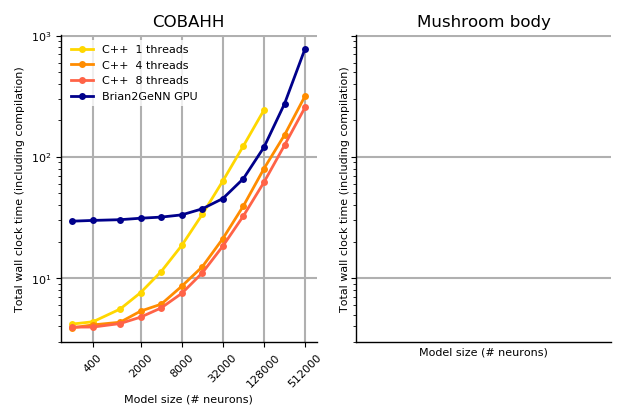 COBAHH
Mushroom body
Total wall clock time (including compilation)
10³
10²
10¹
C++ 1 threads
C++ 4 threads
C++ 8 threads
Brian2GeNN GPU
400
2000
8000
32000
128000
512000
Model size (# neurons)
Total wall clock time (including compilation)
Model size (# neurons)